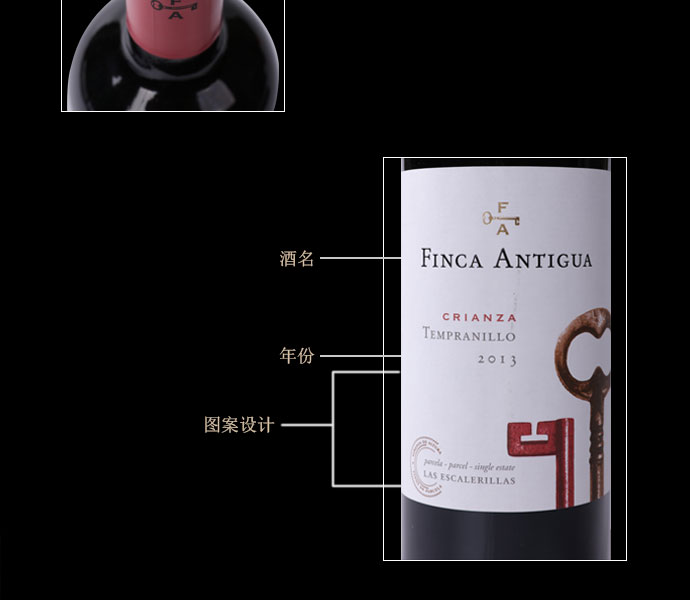 F
A
F
A
酒名
FINCA ANTIGUA
CRIANZA
TEMPRANILLO
年份
2013
图案设计
parcela - parcel - single estate
LAS ESCALERILLAS